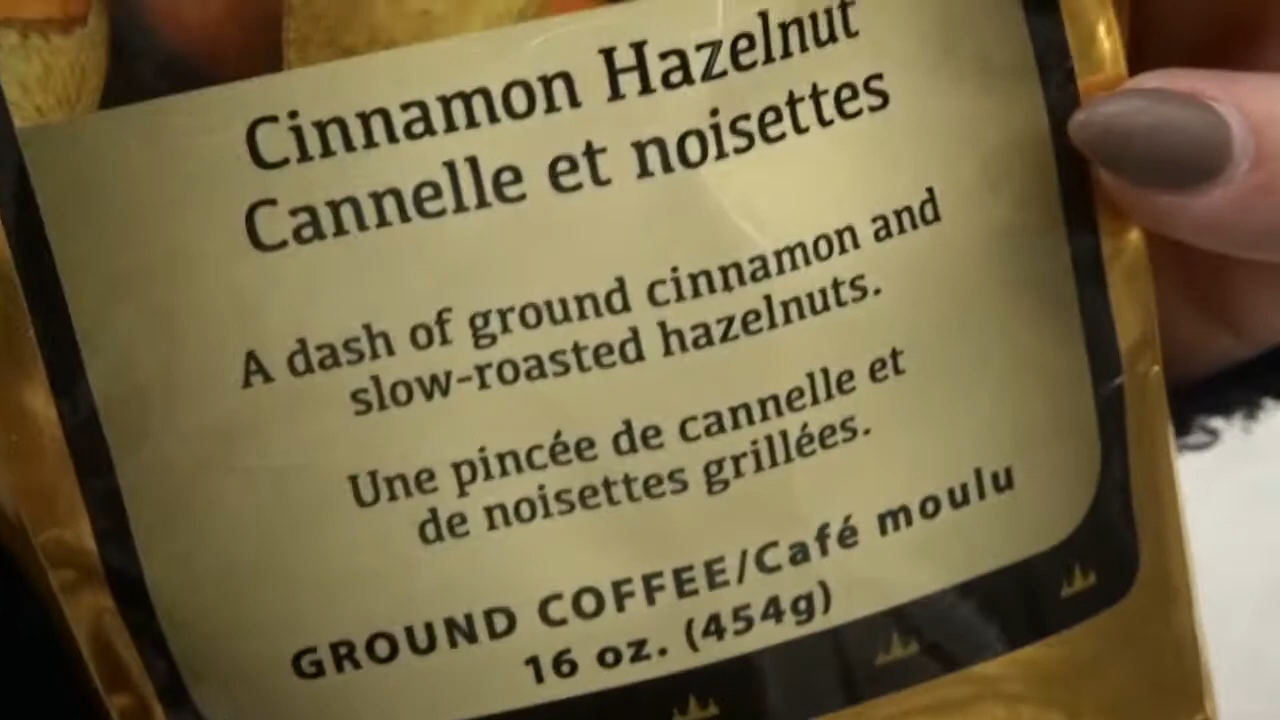 Cinnamon Hazelnut
Cannelle et noisettes
A dash of ground cinnamon and
slow-roasted hazelnuts.
Une pincée de cannelle et
de noisettes grillées.
GROUND COFFEE/Café moulu
16 oz. (454g)